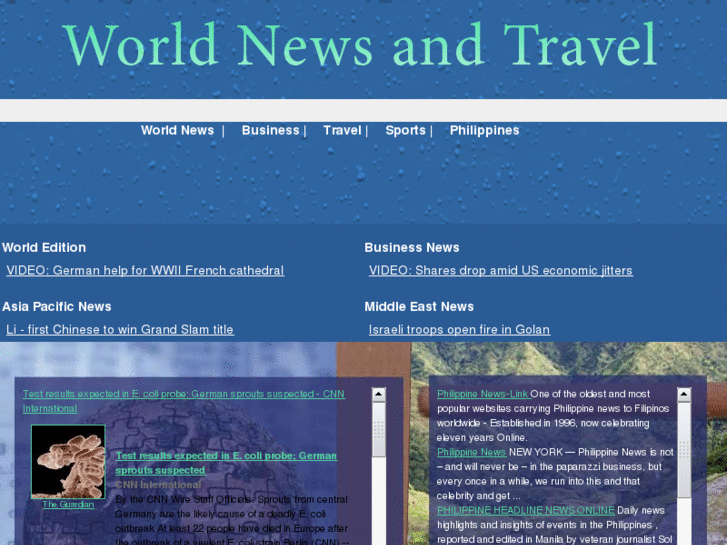 World News and Travel
World News | Business | Travel | Sports | Philippines
World Edition
VIDEO: German help for WWII French cathedral
Business News
VIDEO: Shares drop amid US economic jitters
Asia Pacific News
Li - first Chinese to win Grand Slam title
Middle East News
Israeli troops open fire in Golan
Test results expected in E. coli probe; German sprouts suspected - CNN
International
The Guardian
Test results expected in E. coli probe; German
sprouts suspected
CNN International
By the CNN Wire Staff Officials: Sprouts from central
Germany are the likely cause of a deadly E. coli
outbreak At least 22 people have died in Europe after
the outbreak of a virulent E. coli strain Berlin (CNN) --
Philippine News-Link One of the oldest and most
popular websites carrying Philippine news to Filipinos
worldwide - Established in 1996, now celebrating
eleven years Online.
Philippine News NEW YORK — Philippine News is not
– and will never be – in the paparazzi business, but
every once in a while, we run into this and that
celebrity and get ...
PHILIPPINE HEADLINE NEWS ONLINE Daily news
highlights and insights of events in the Philippines ,
reported and edited in Manila by veteran journalist Sol